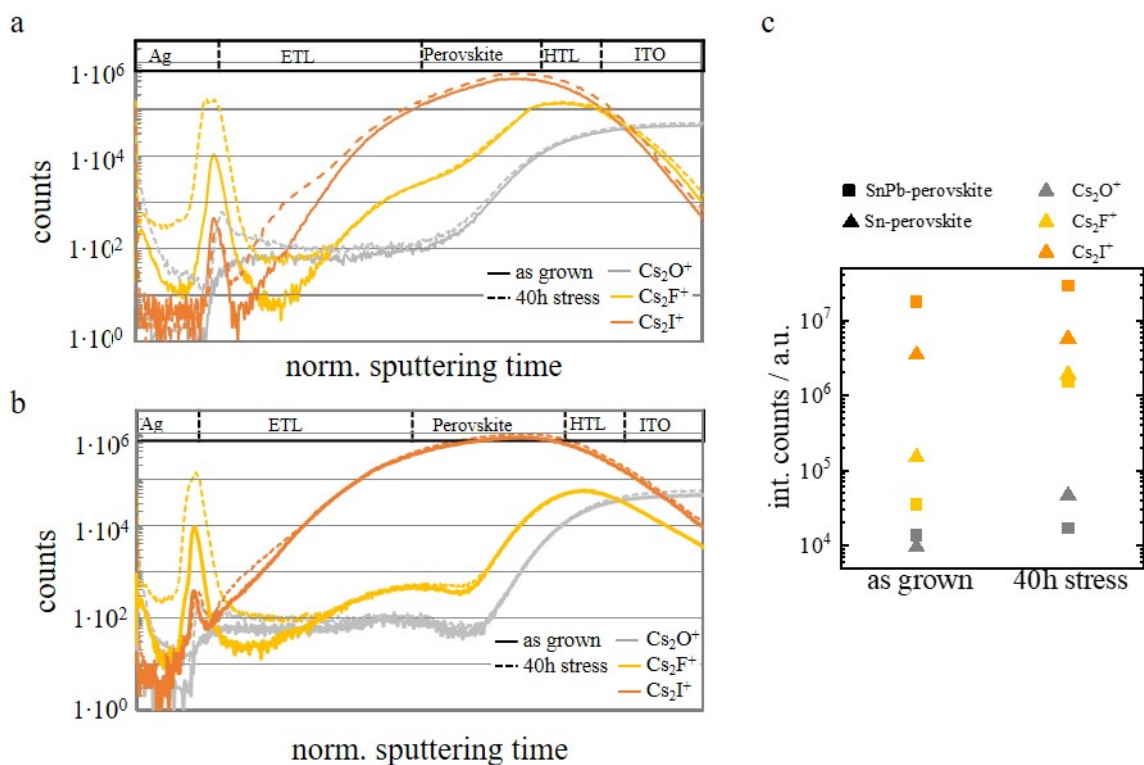 a
Ag ETL Perovskite HTL ITO
1·10⁶
1·10⁴
1·10²
1·10⁰
counts
as grown
40h stress
Cs₂O⁺
Cs₂F⁺
Cs₂I⁺
norm. sputtering time
b
Ag ETL Perovskite HTL ITO
1·10⁶
1·10⁴
1·10²
1·10⁰
counts
as grown
40h stress
Cs₂O⁺
Cs₂F⁺
Cs₂I⁺
norm. sputtering time
c
SnPb-perovskite
Sn-perovskite
Cs₂O⁺
Cs₂F⁺
Cs₂I⁺
int. counts / a.u.
10⁷
10⁶
10⁵
10⁴
as grown 40h stress